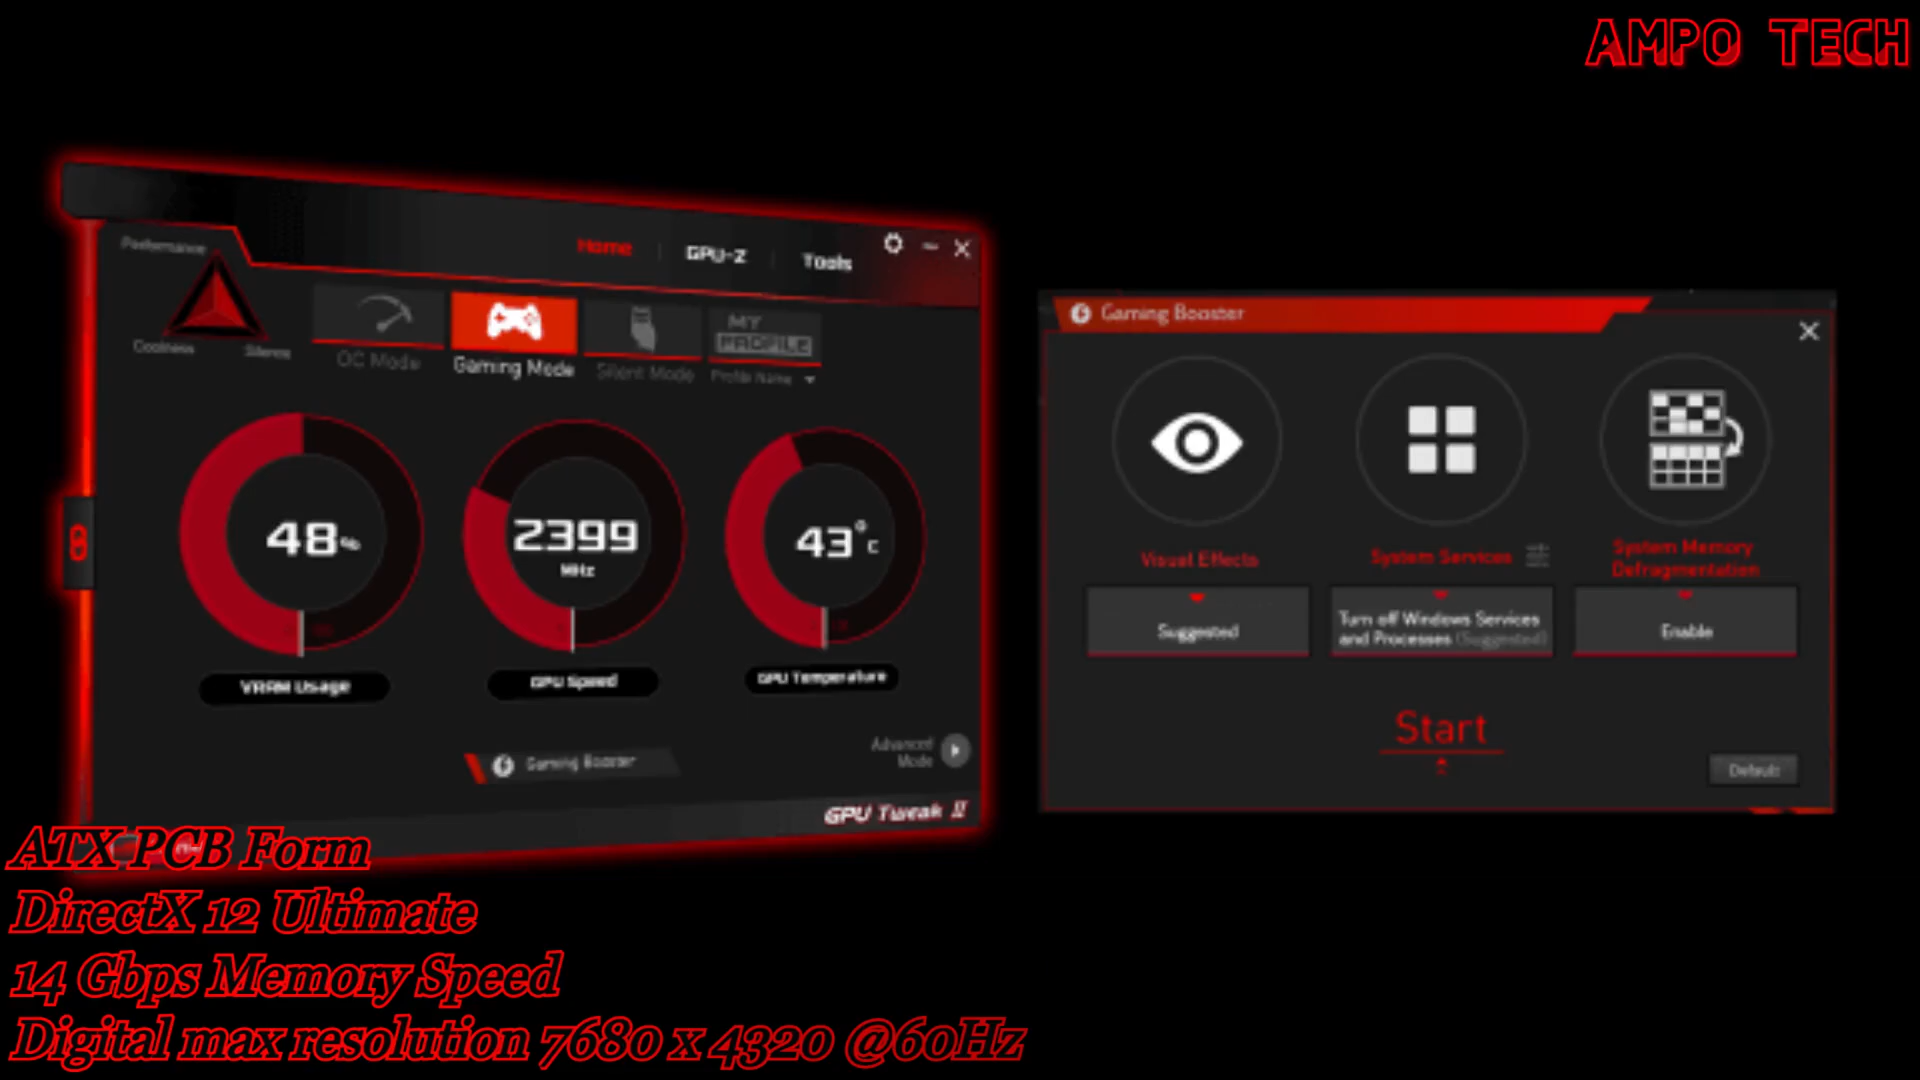 AMPO TECH
Performance
Coolness
Silence
Home
GPU-Z
Tools
OC Mode
Gaming Mode
Silent Mode
MY
PROFILE
Profile Name
48%
2399
MHz
43°C
VRAM Usage
GPU Speed
GPU Temperature
Gaming Booster
Advanced
Mode
GPU Tweak II
Gaming Booster
Visual Effects
System Services
System Memory
Defragmentation
Suggested
Turn off Windows Services
and Processes (Suggested)
Enable
Start
Default
ATX PCB Form
DirectX 12 Ultimate
14 Gbps Memory Speed
Digital max resolution 7680 x 4320 @60Hz